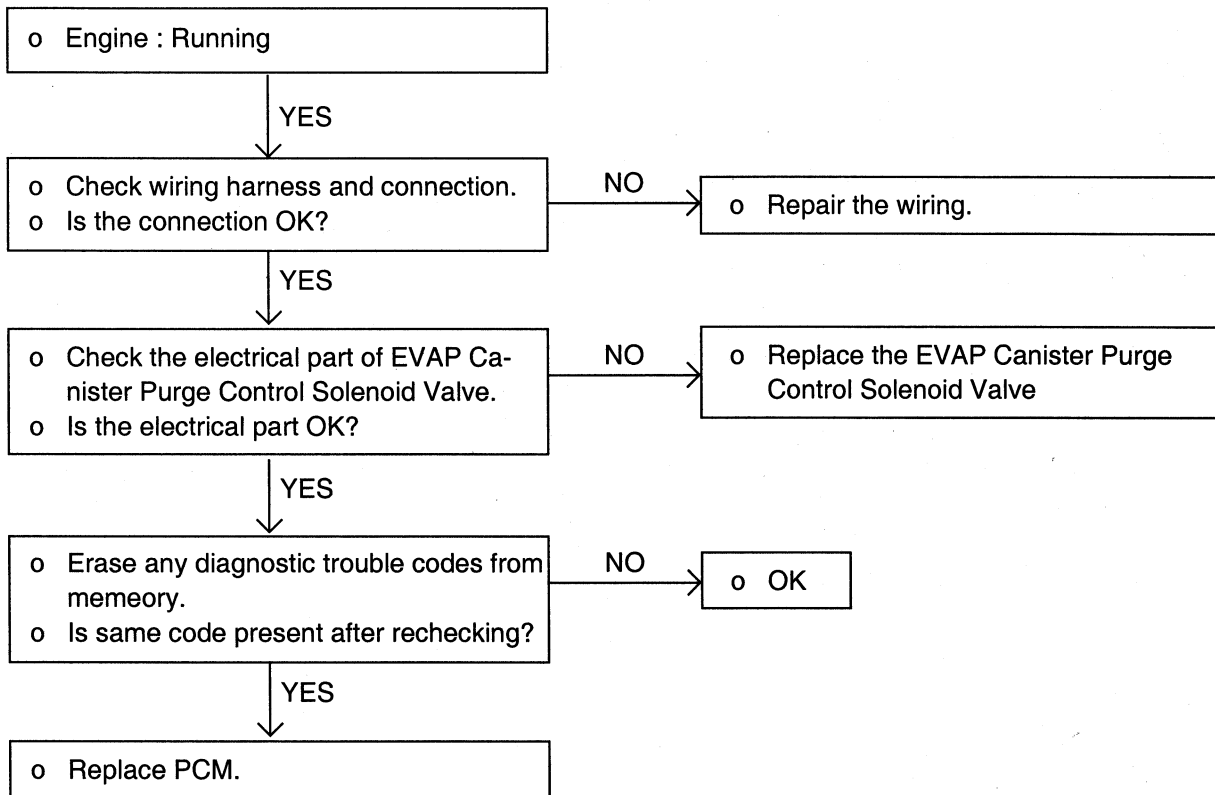 o Engine : Running
YES
o Check wiring harness and connection.
o Is the connection OK?
NO
o Repair the wiring.
YES
o Check the electrical part of EVAP Ca-
nister Purge Control Solenoid Valve.
o Is the electrical part OK?
NO
o Replace the EVAP Canister Purge
Control Solenoid Valve
YES
o Erase any diagnostic trouble codes from
memeory.
o Is same code present after rechecking?
NO
o OK
YES
o Replace PCM.